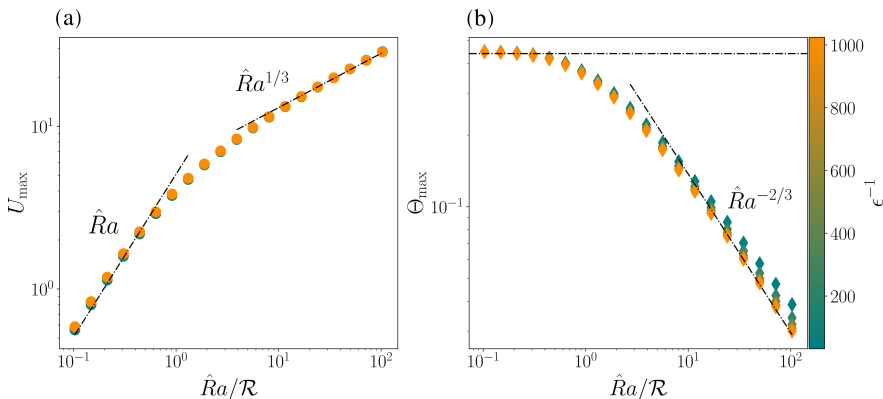 (a)
(b)
U_max
10^1
10^0
R̂a
R̂a^{1/3}
10^{-1}
10^0
10^1
10^2
R̂a/ℛ
Θ_max
10^{-1}
R̂a^{-2/3}
10^{-1}
10^0
10^1
10^2
R̂a/ℛ
1000
800
600
400
200
ϵ^{-1}